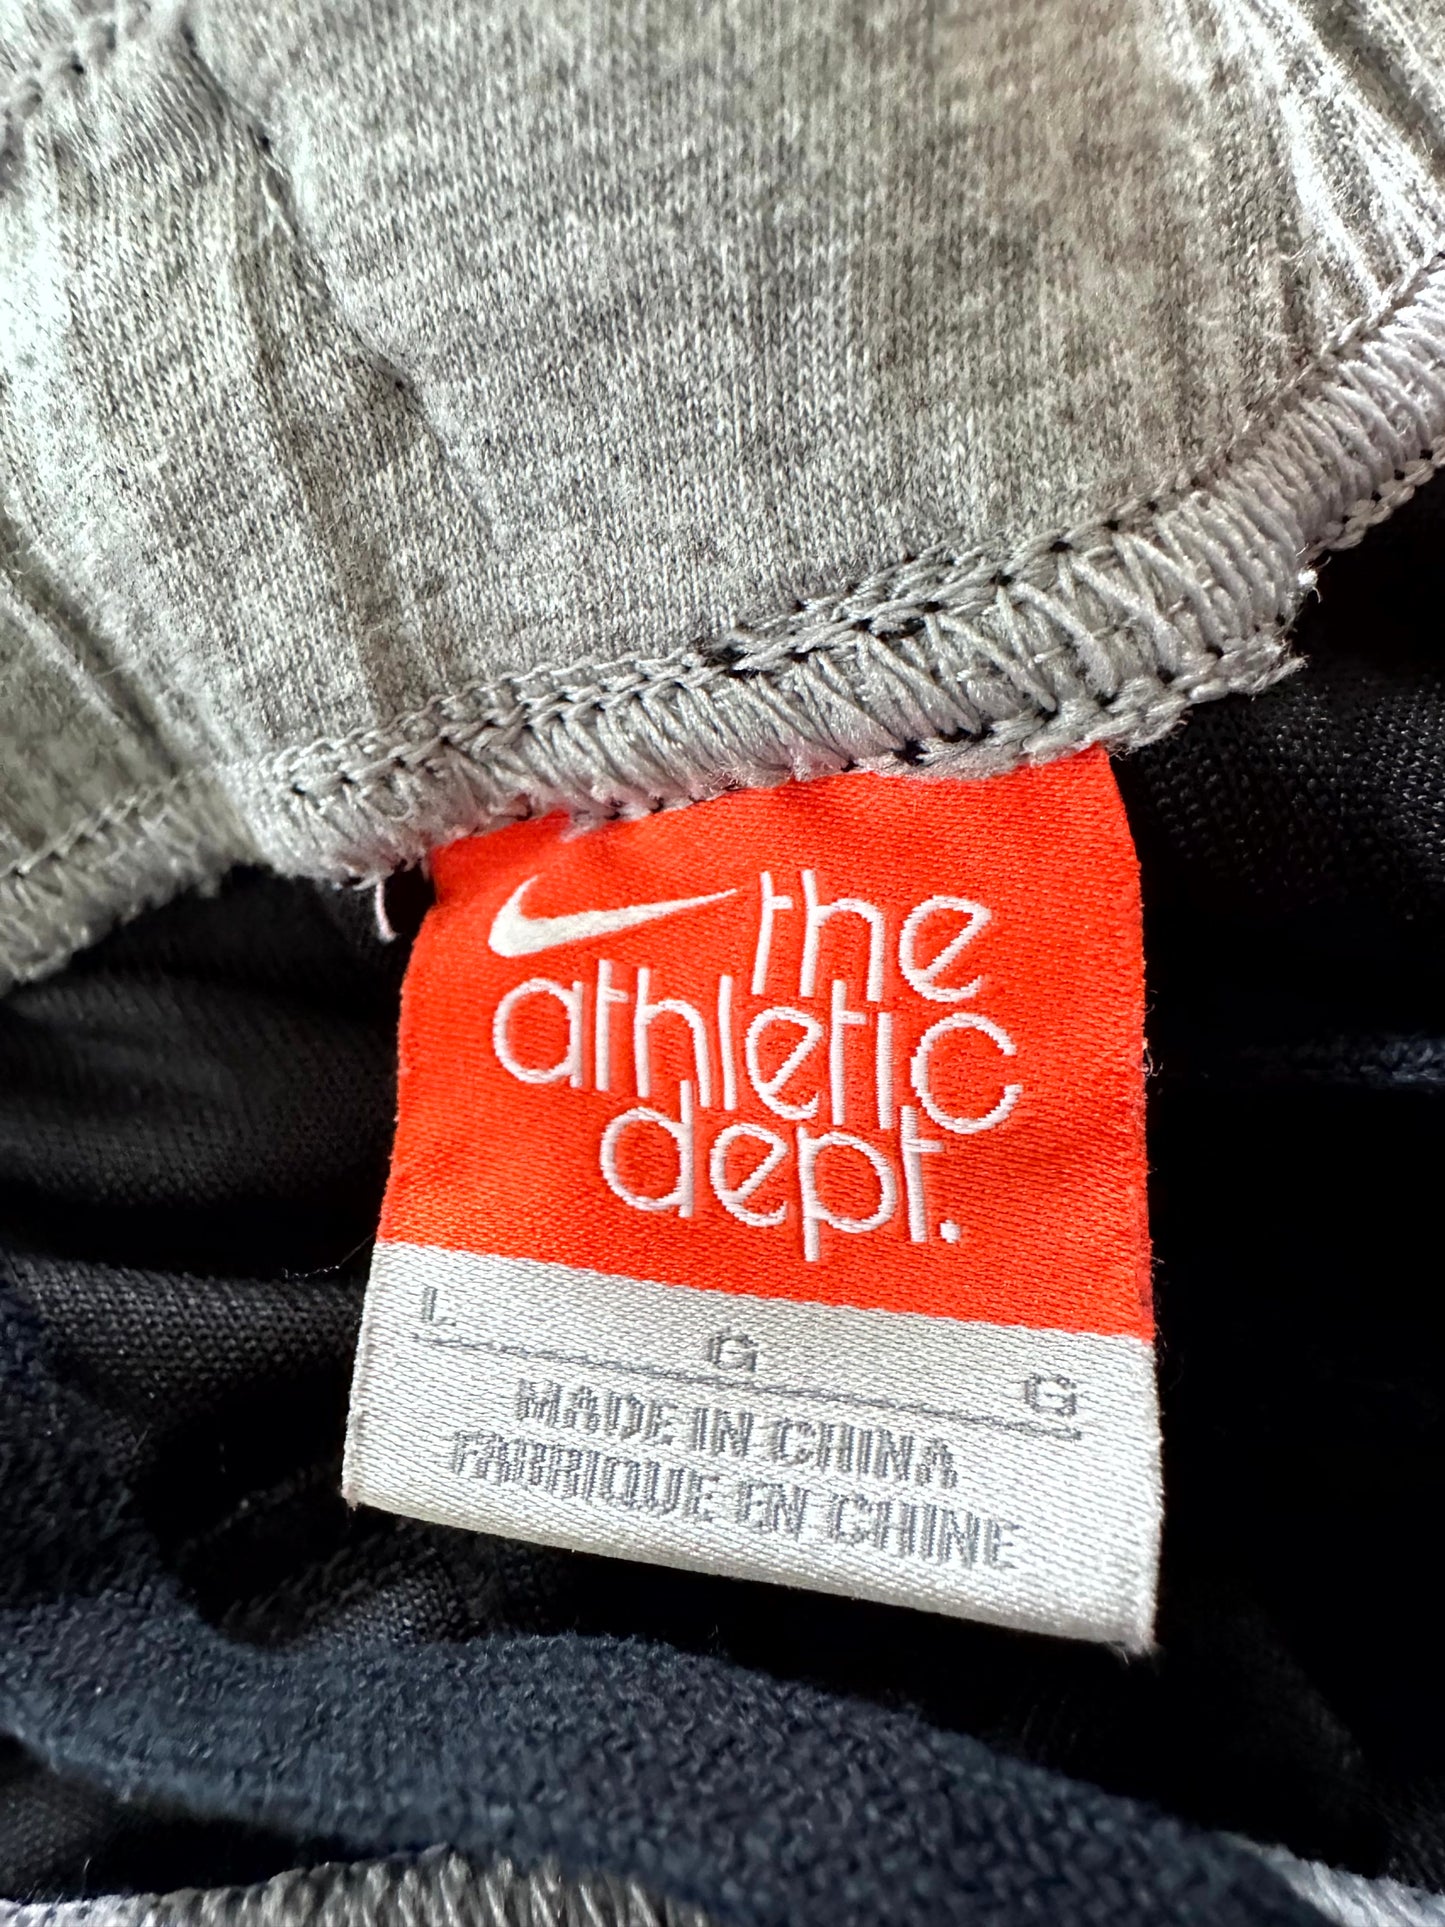 the
athletic
dept.
L G G
MADE IN CHINA
FABRIQUE EN CHINE